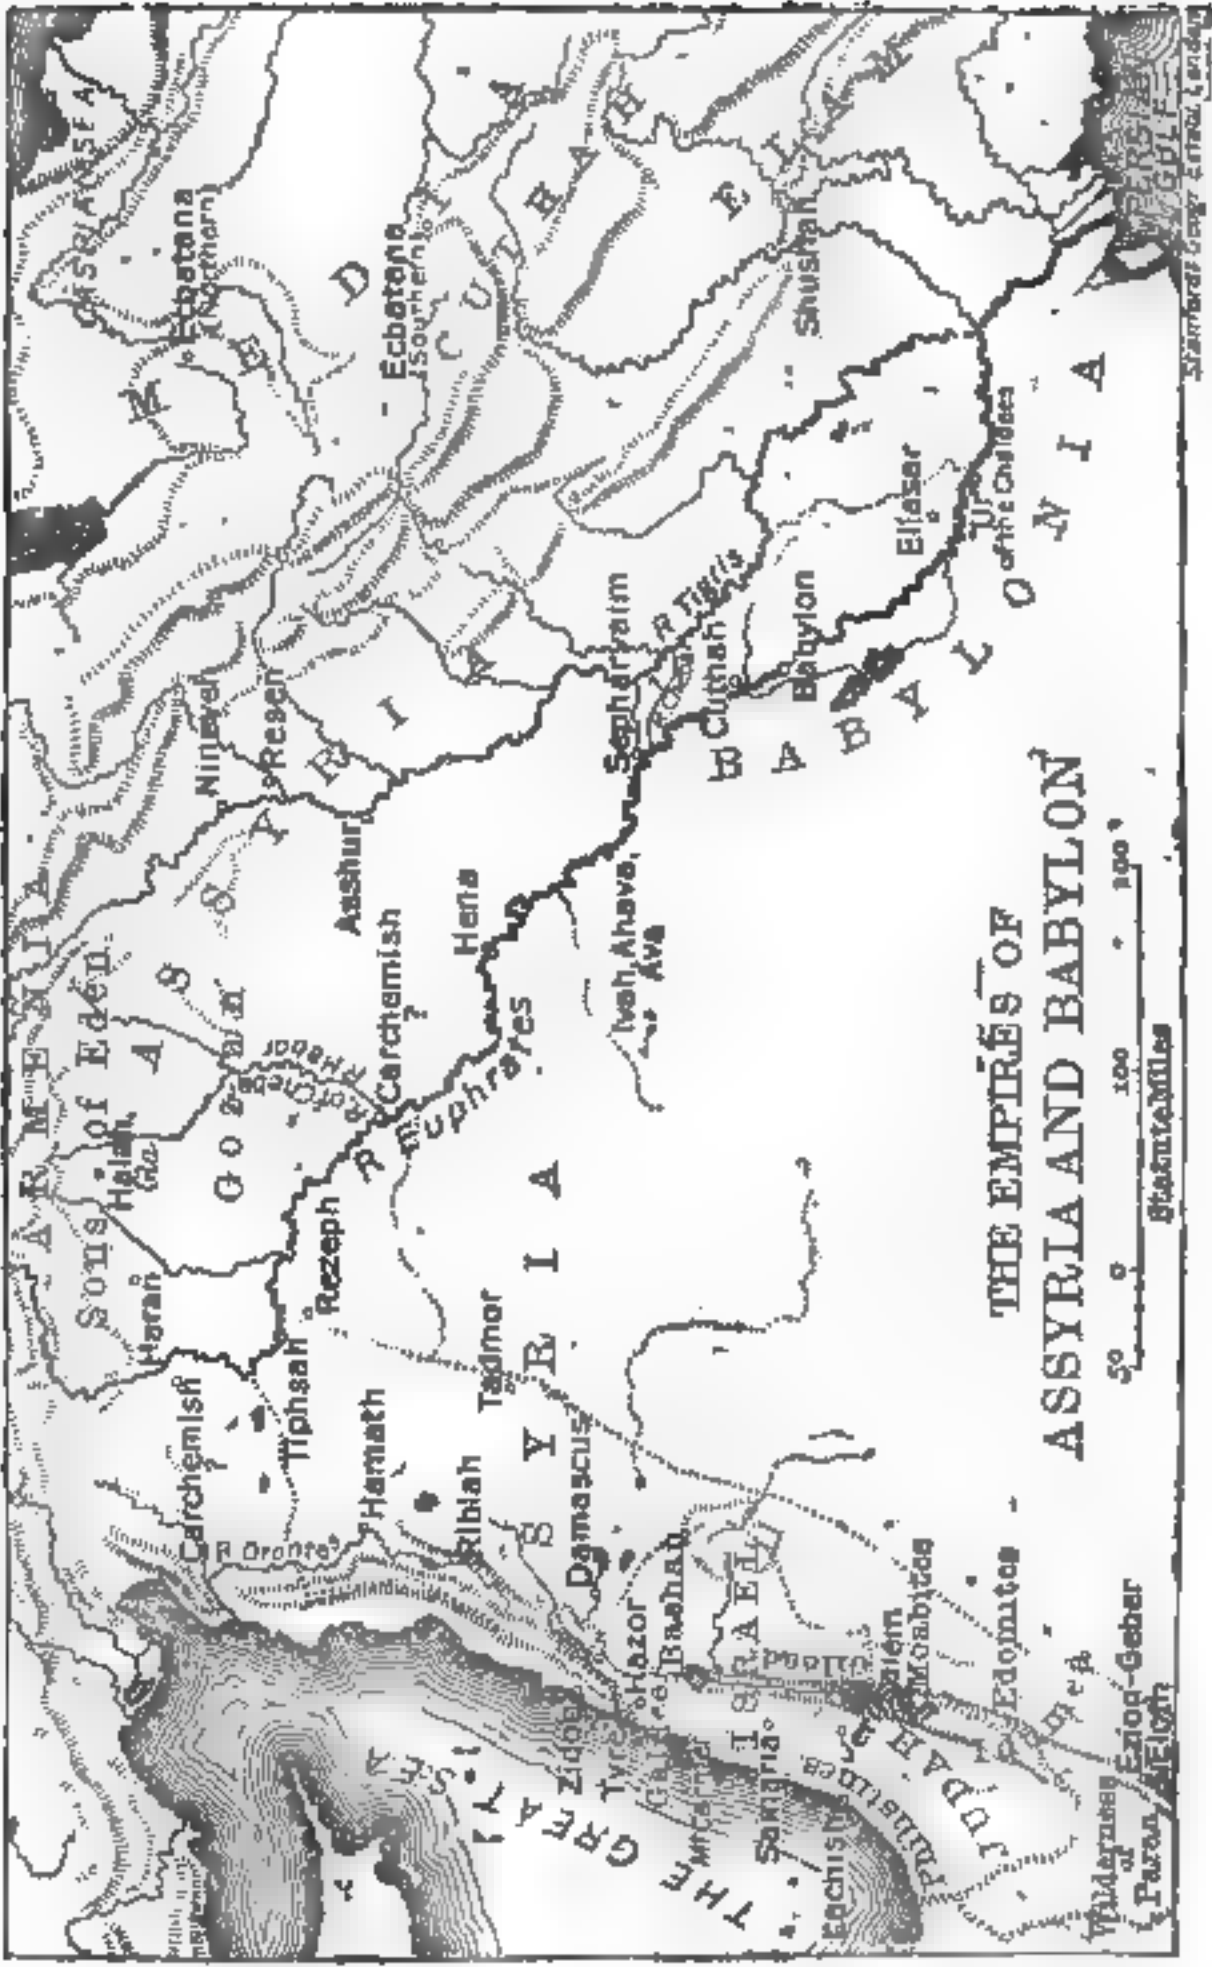 THE EMPIRES OF
ASSYRIA AND BABYLON
50 0 100 200
Statute Miles
ARMENIA
Sons of Eden
Halah
Haran
Gozan
ASSYRIA
Nineveh
Resen
Asshur
Carchemish
?
R Habor
Hena
R Euphrates
Ivah, Ahava,
Ava
Rezeph
Tiphsah
Carchemish
?
Hamath
R Orontes
Riblah
Tadmor
SYRIA
Damascus
Hazor
Bashan
ISRAEL
Gilead
Samaria
Zidon
Tyre
THE GREAT SEA
Philistines
JUDAH
Moabites
Edomites
Wilderness
of
Paran
Ezion-Geber
Elath
MEDIA
Ecbatana
(Northern)
Ecbatana
(Southern)
CUTHAH
ELAM
Shushan
Sepharvaim
R Tigris
Cuthah
Babylon
Ellasar
Ur
of the Chaldees
BABYLONIA
PERSIAN
GULF